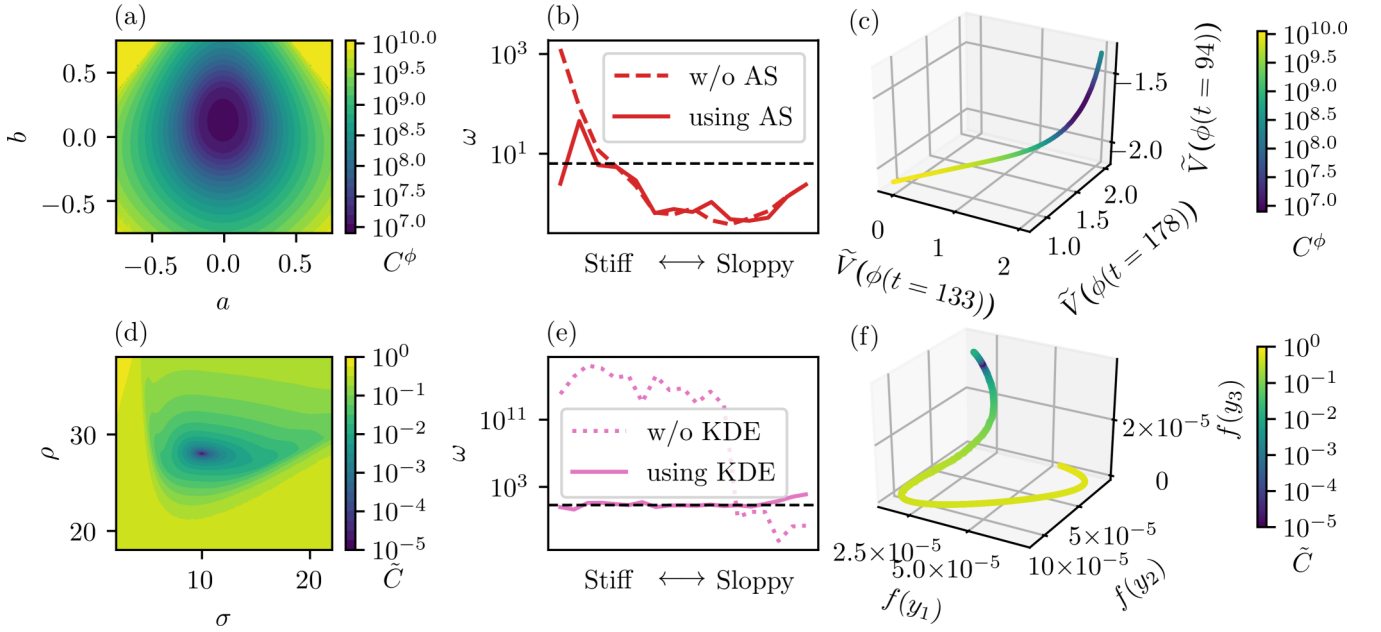 (a)
b
0.5
0.0
−0.5
−0.5
0.0
0.5
a
10^10.0
10^9.5
10^9.0
10^8.5
10^8.0
10^7.5
10^7.0
C^ϕ
(b)
ω
10^3
10^1
w/o AS
using AS
Stiff ⟷ Sloppy
(c)
0
1
2
Ṽ(ϕ(t = 133))
1.0
1.5
2.0
Ṽ(ϕ(t = 178))
−1.5
−2.0
Ṽ(ϕ(t = 94))
10^10.0
10^9.5
10^9.0
10^8.5
10^8.0
10^7.5
10^7.0
C^ϕ
(d)
ρ
30
20
10
20
σ
10^0
10^−1
10^−2
10^−3
10^−4
10^−5
C̃
(e)
ω
10^11
10^3
w/o KDE
using KDE
Stiff ⟷ Sloppy
(f)
2.5×10^−5
5.0×10^−5
f(y_1)
10×10^−5
5×10^−5
f(y_2)
2×10^−5
0
f(y_3)
10^0
10^−1
10^−2
10^−3
10^−4
10^−5
C̃